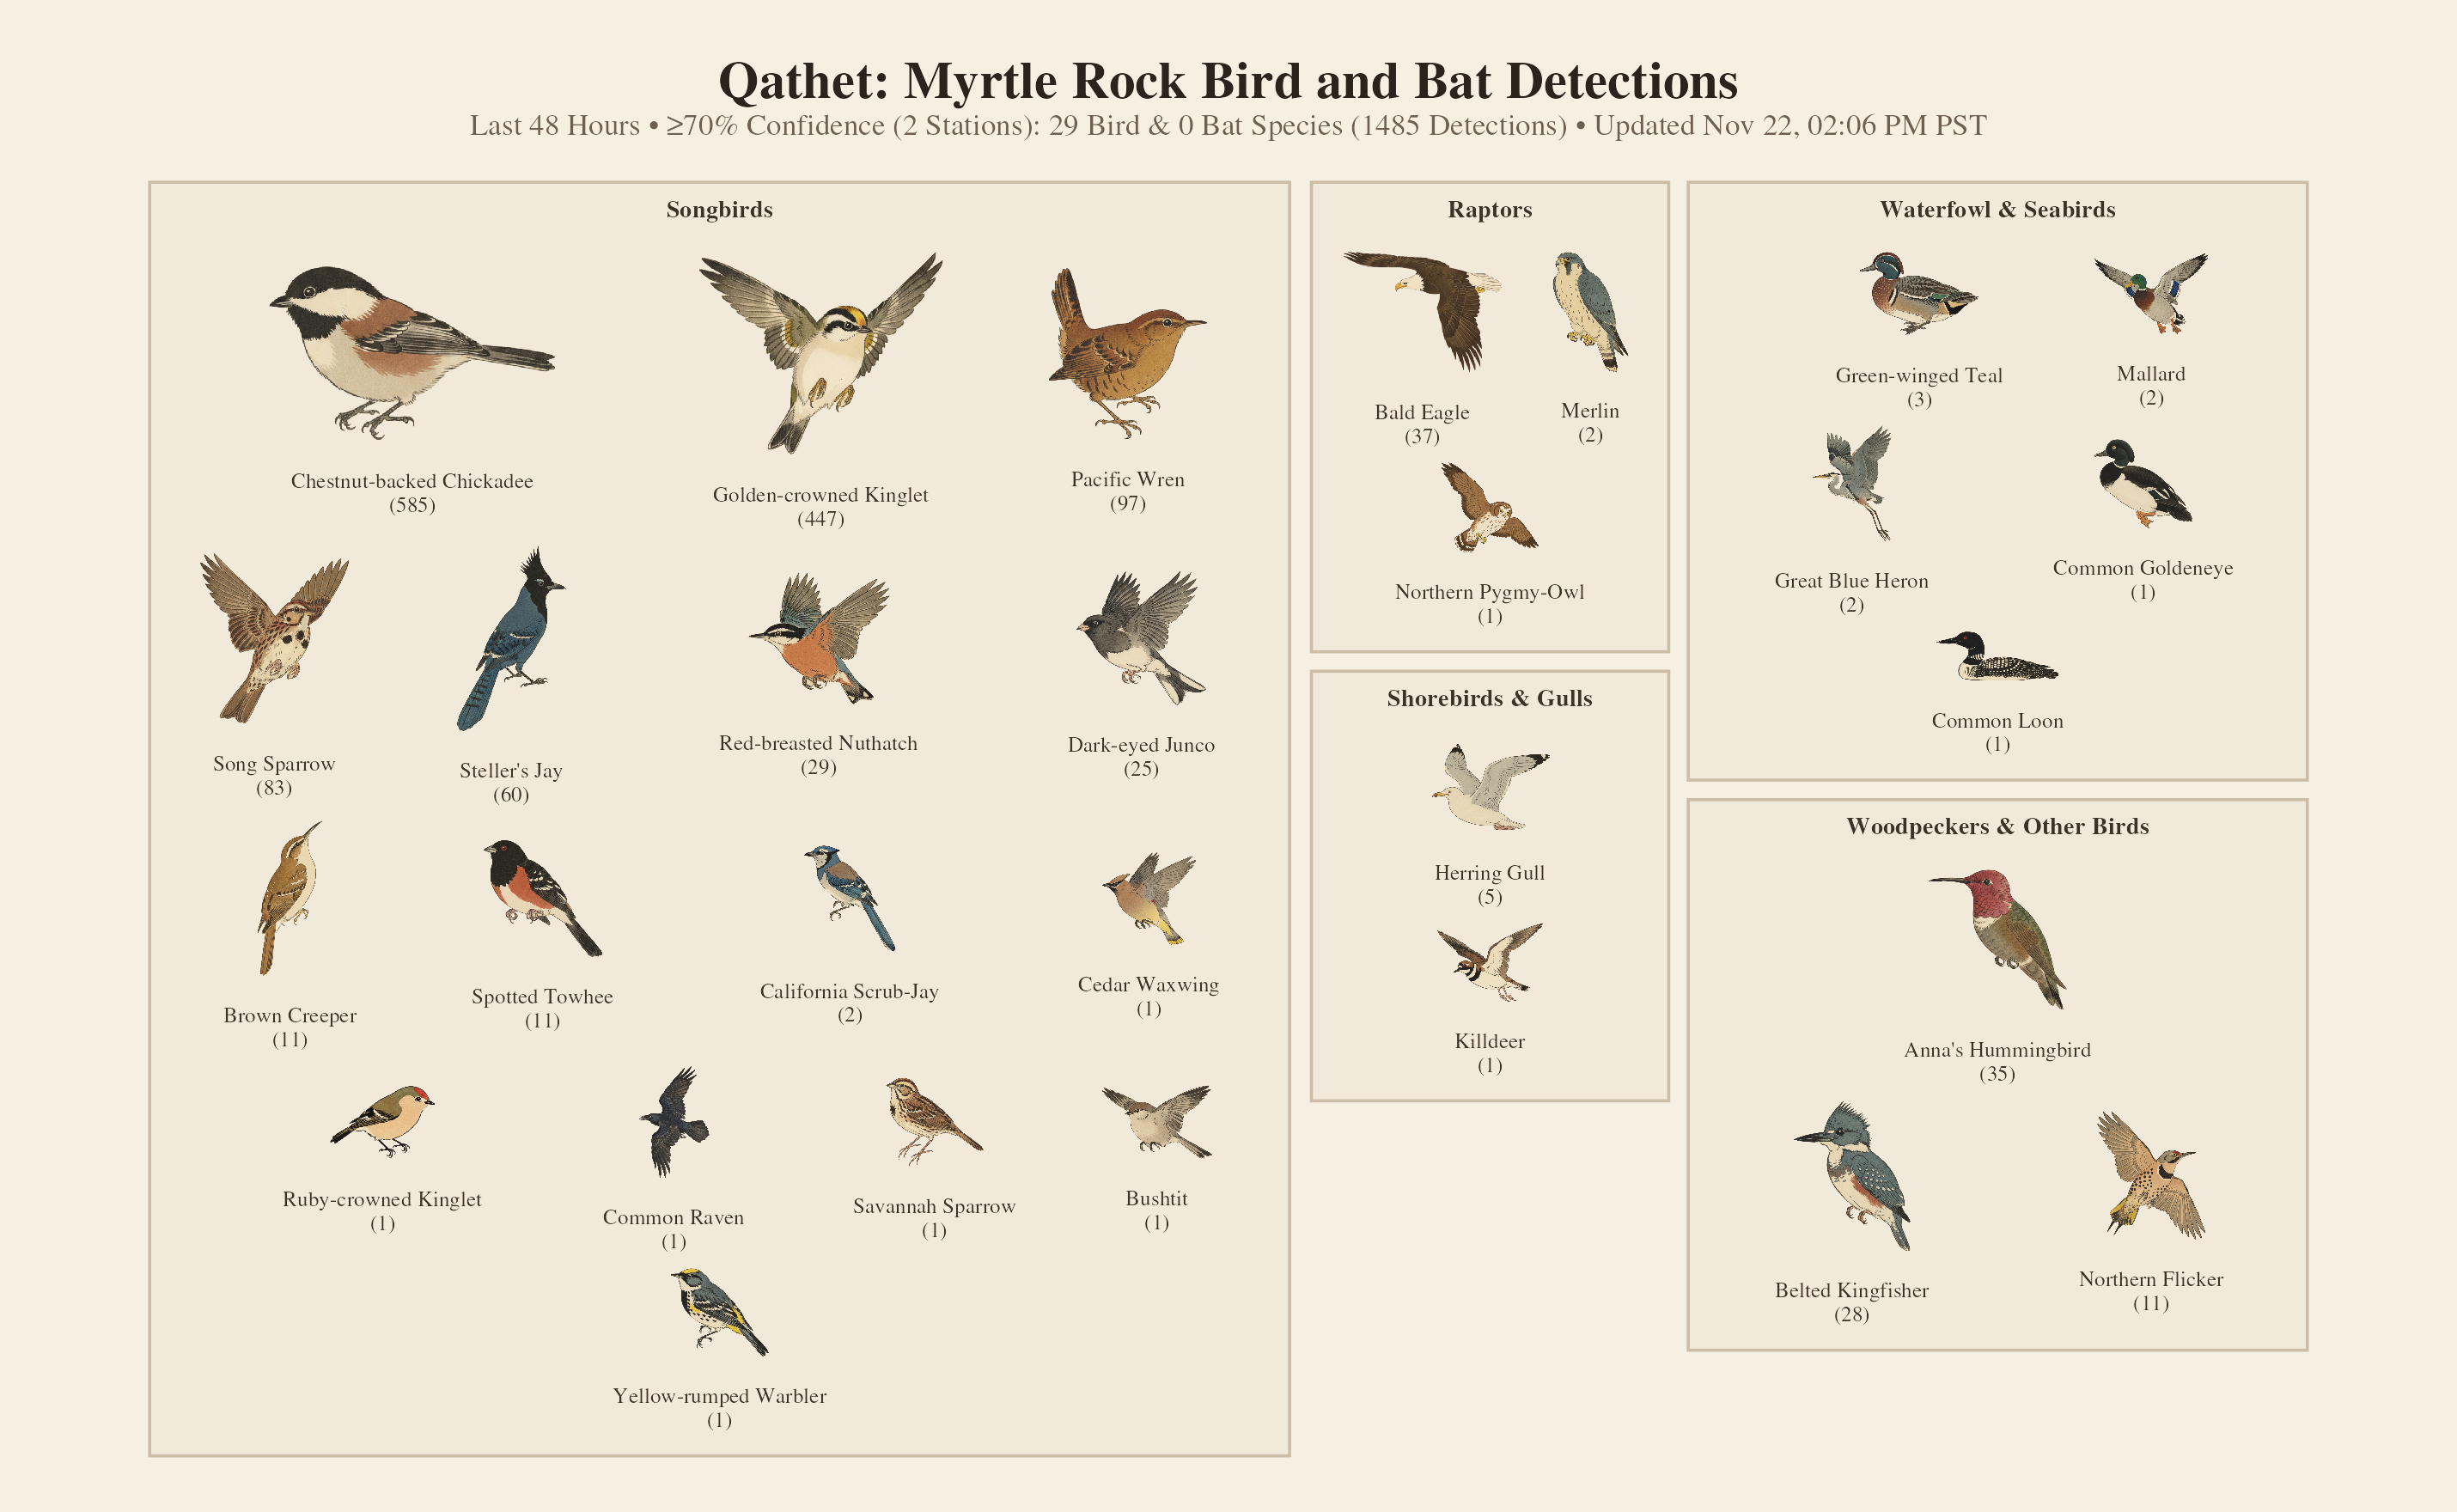 Qathet: Myrtle Rock Bird and Bat Detections
Last 48 Hours • ≥70% Confidence (2 Stations): 29 Bird & 0 Bat Species (1485 Detections) • Updated Nov 22, 02:06 PM PST
Songbirds
Chestnut-backed Chickadee
(585)
Golden-crowned Kinglet
(447)
Pacific Wren
(97)
Song Sparrow
(83)
Steller's Jay
(60)
Red-breasted Nuthatch
(29)
Dark-eyed Junco
(25)
Brown Creeper
(11)
Spotted Towhee
(11)
California Scrub-Jay
(2)
Cedar Waxwing
(1)
Ruby-crowned Kinglet
(1)
Common Raven
(1)
Savannah Sparrow
(1)
Bushtit
(1)
Yellow-rumped Warbler
(1)
Raptors
Bald Eagle
(37)
Merlin
(2)
Northern Pygmy-Owl
(1)
Shorebirds & Gulls
Herring Gull
(5)
Killdeer
(1)
Waterfowl & Seabirds
Green-winged Teal
(3)
Mallard
(2)
Great Blue Heron
(2)
Common Goldeneye
(1)
Common Loon
(1)
Woodpeckers & Other Birds
Anna's Hummingbird
(35)
Belted Kingfisher
(28)
Northern Flicker
(11)